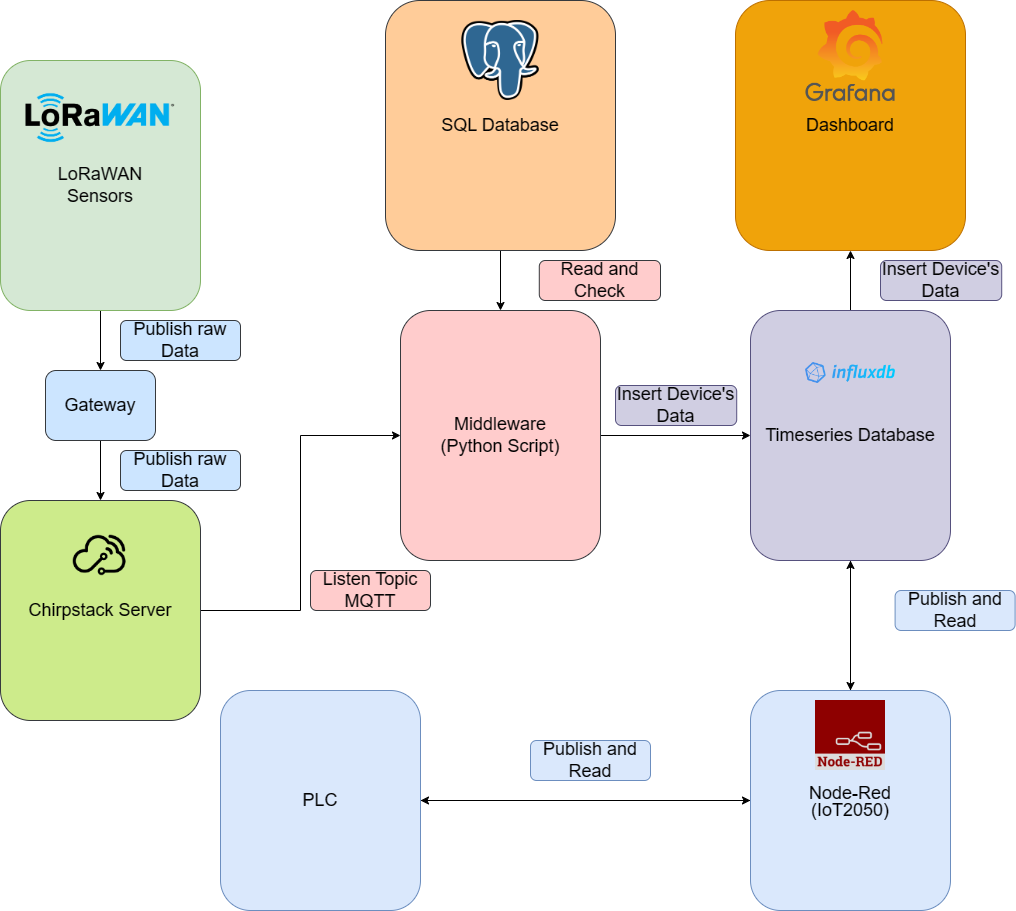 SQL Database
Grafana
Dashboard
LoRaWAN
LoRaWAN
Sensors
Read and
Check
Insert Device's
Data
Publish raw
Data
Gateway
Publish raw
Data
Middleware
(Python Script)
Insert Device's
Data
influxdb
Timeseries Database
Chirpstack Server
Listen Topic
MQTT
Publish and
Read
PLC
Publish and
Read
Node-RED
Node-Red
(IoT2050)